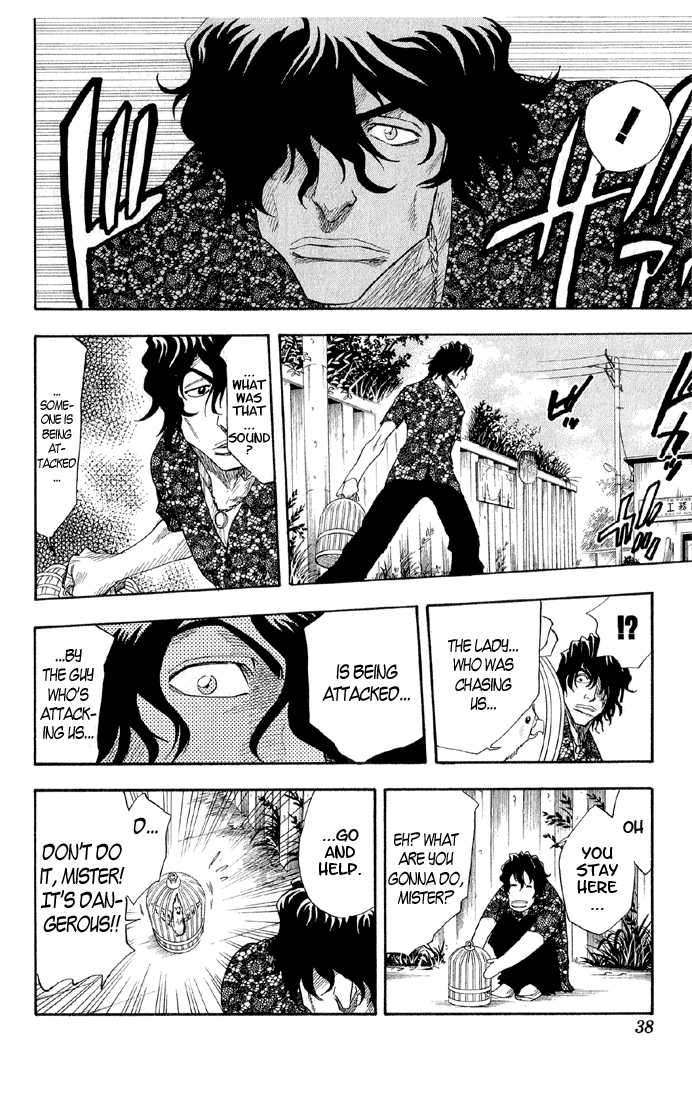 !
...
WHAT
WAS
THAT
...
SOUND?
...
SOME-
ONE IS
BEING
AT-
TACKED
...
工務
!?
THE LADY...
WHO WAS
CHASING
US...
IS BEING
ATTACKED...
...BY
THE GUY
WHO'S
ATTACK-
ING US...
OH
YOU
STAY
HERE
...
EH? WHAT
ARE YOU
GONNA DO,
MISTER?
...GO
AND
HELP.
D...
DON'T DO
IT, MISTER!
IT'S DAN-
GEROUS!!
38